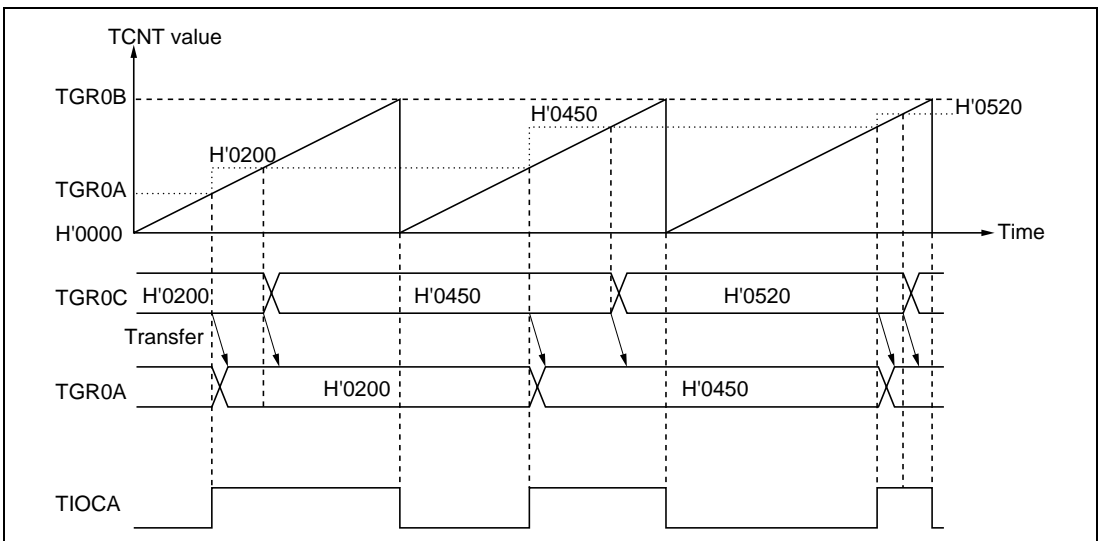 TCNT value
TGR0B
H'0520
H'0450
H'0200
TGR0A
H'0000
Time
TGR0C
H'0200
H'0450
H'0520
Transfer
TGR0A
H'0200
H'0450
TIOCA